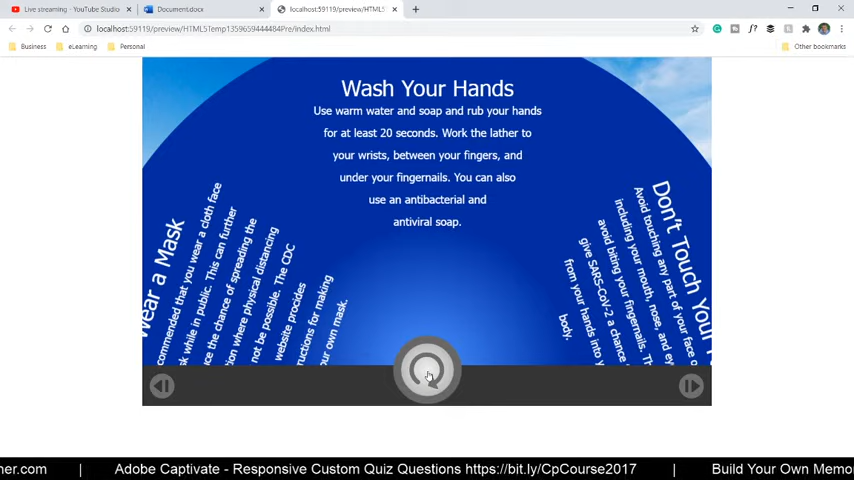 Live streaming - YouTube Studio
Document.docx
localhost:59119/preview/HTML5
localhost:59119/preview/HTML5Temp1359659444484Pre/index.html
Business
eLearning
Personal
Other bookmarks
Wash Your Hands
Use warm water and soap and rub your hands
for at least 20 seconds. Work the lather to
your wrists, between your fingers, and
under your fingernails. You can also
use an antibacterial and
antiviral soap.
Wear a Mask
commended that you wear a cloth face
sk while in public. This can further
uce the chance of spreading the
tion where physical distancing
not be possible. The CDC
website procides
ructions for making
our own mask.
Don't Touch Your
Avoid touching any part of your face o
including your mouth, nose, and ey
avoid biting your fingernails. Th
give SARS-CoV-2 a chance
from your hands into y
body.
ner.com | Adobe Captivate - Responsive Custom Quiz Questions https://bit.ly/CpCourse2017 | Build Your Own Memo